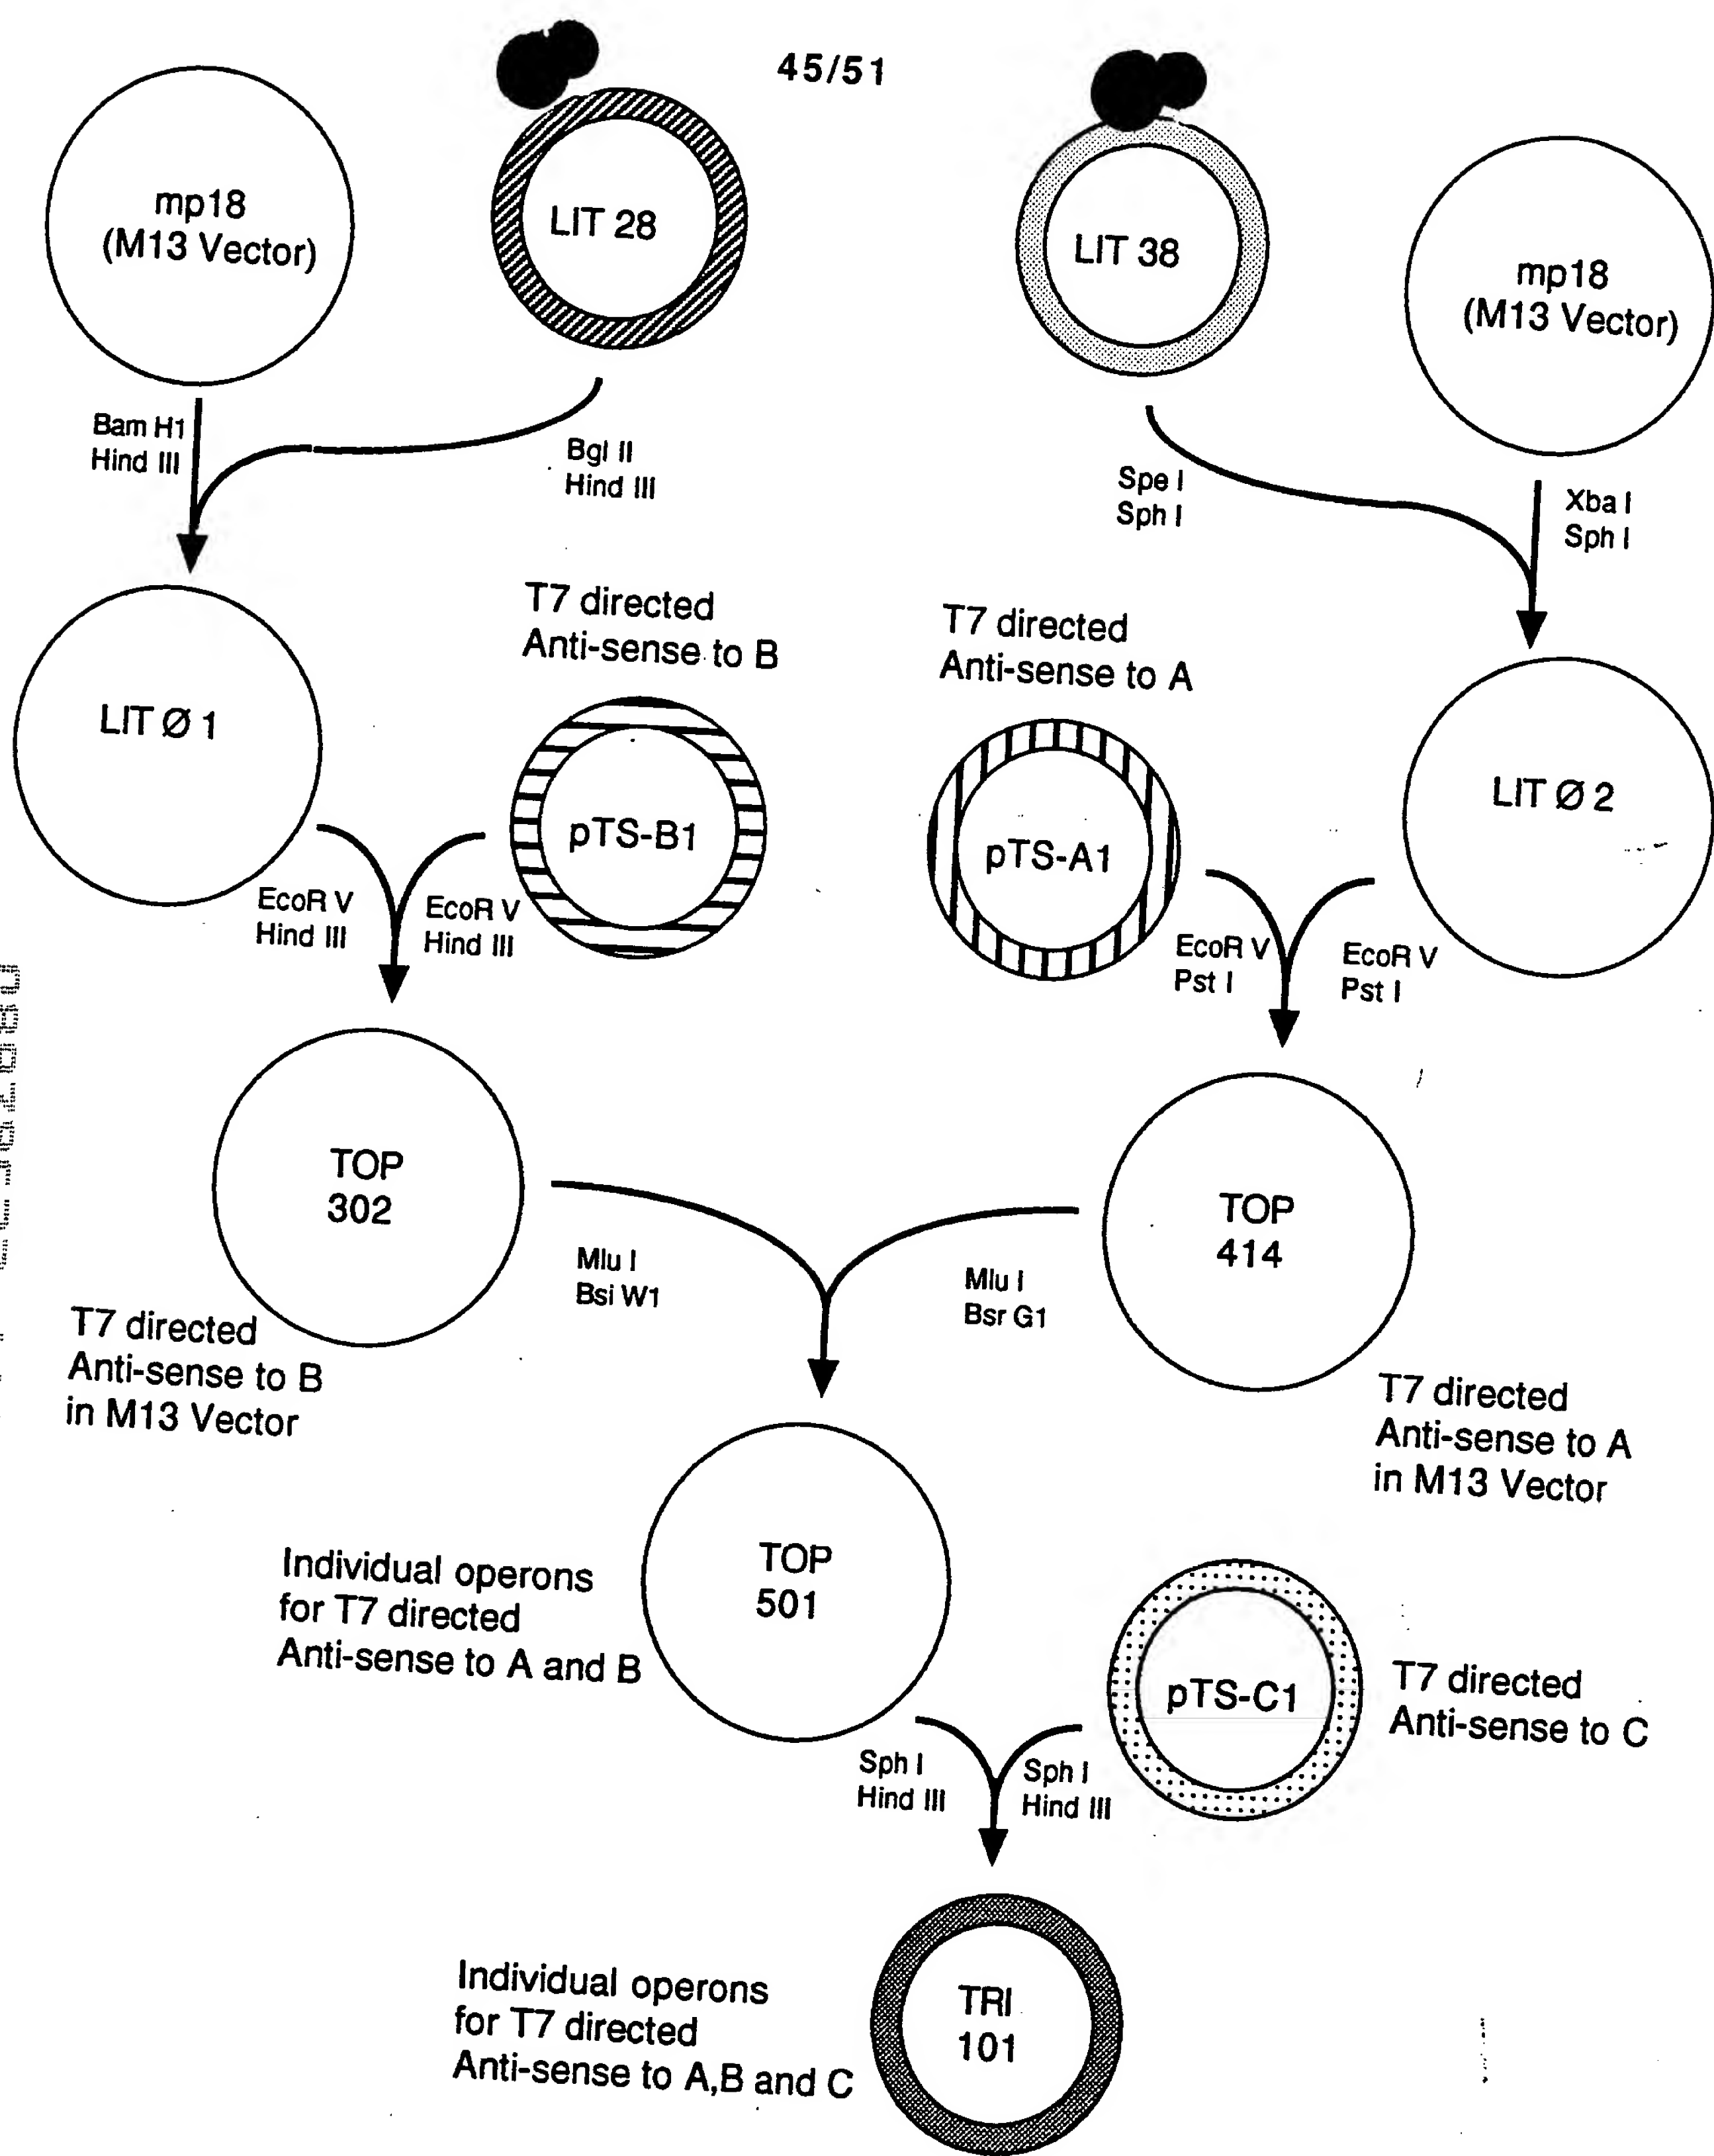 45/51
mp18
(M13 Vector)
LIT 28
LIT 38
mp18
(M13 Vector)
Bam H1
Hind III
Bgl II
Hind III
Spe I
Sph I
Xba I
Sph I
T7 directed
Anti-sense to B
T7 directed
Anti-sense to A
LIT Ø 1
pTS-B1
pTS-A1
LIT Ø 2
EcoR V
Hind III
EcoR V
Hind III
EcoR V
Pst I
EcoR V
Pst I
TOP
302
TOP
414
Mlu I
Bsi W1
Mlu I
Bsr G1
T7 directed
Anti-sense to B
in M13 Vector
T7 directed
Anti-sense to A
in M13 Vector
Individual operons
for T7 directed
Anti-sense to A and B
TOP
501
pTS-C1
T7 directed
Anti-sense to C
Sph I
Hind III
Sph I
Hind III
Individual operons
for T7 directed
Anti-sense to A,B and C
TRI
101